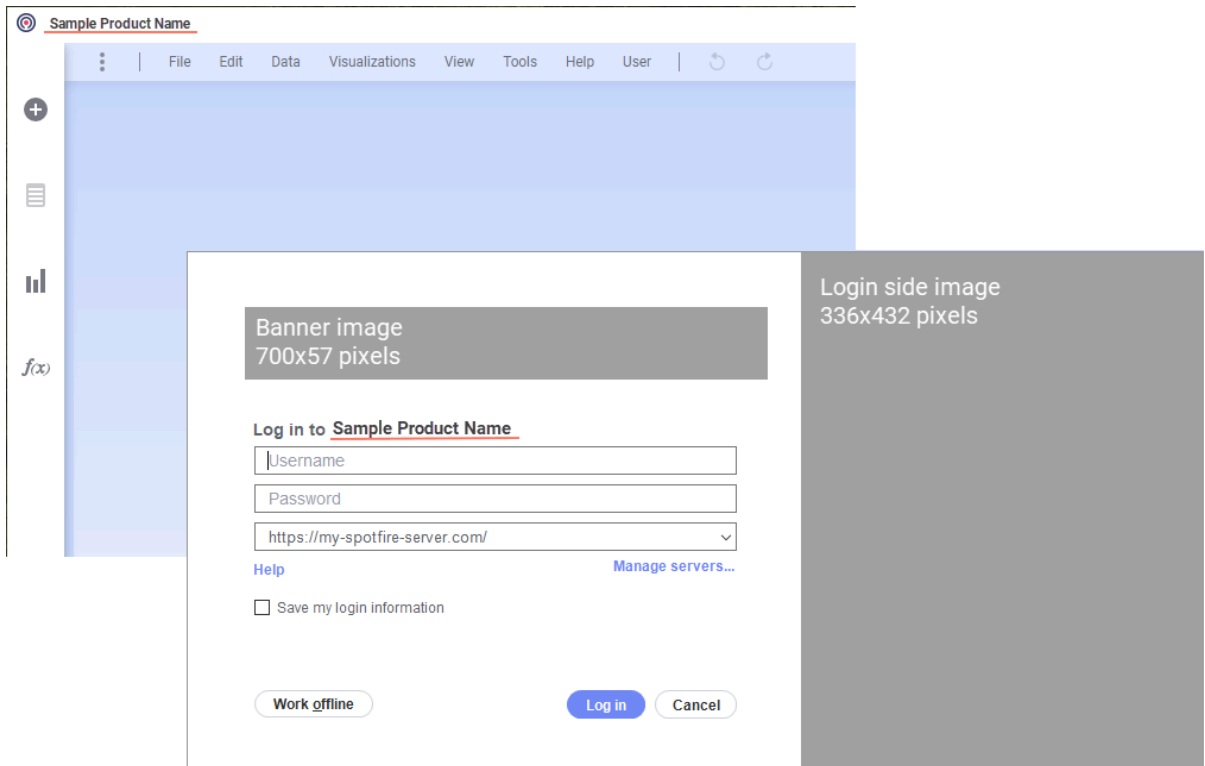 Sample Product Name
File Edit Data Visualizations View Tools Help User
f(x)
Banner image
700x57 pixels
Log in to Sample Product Name
Username
Password
https://my-spotfire-server.com/
Help Manage servers...
Save my login information
Work offline Log in Cancel
Login side image
336x432 pixels